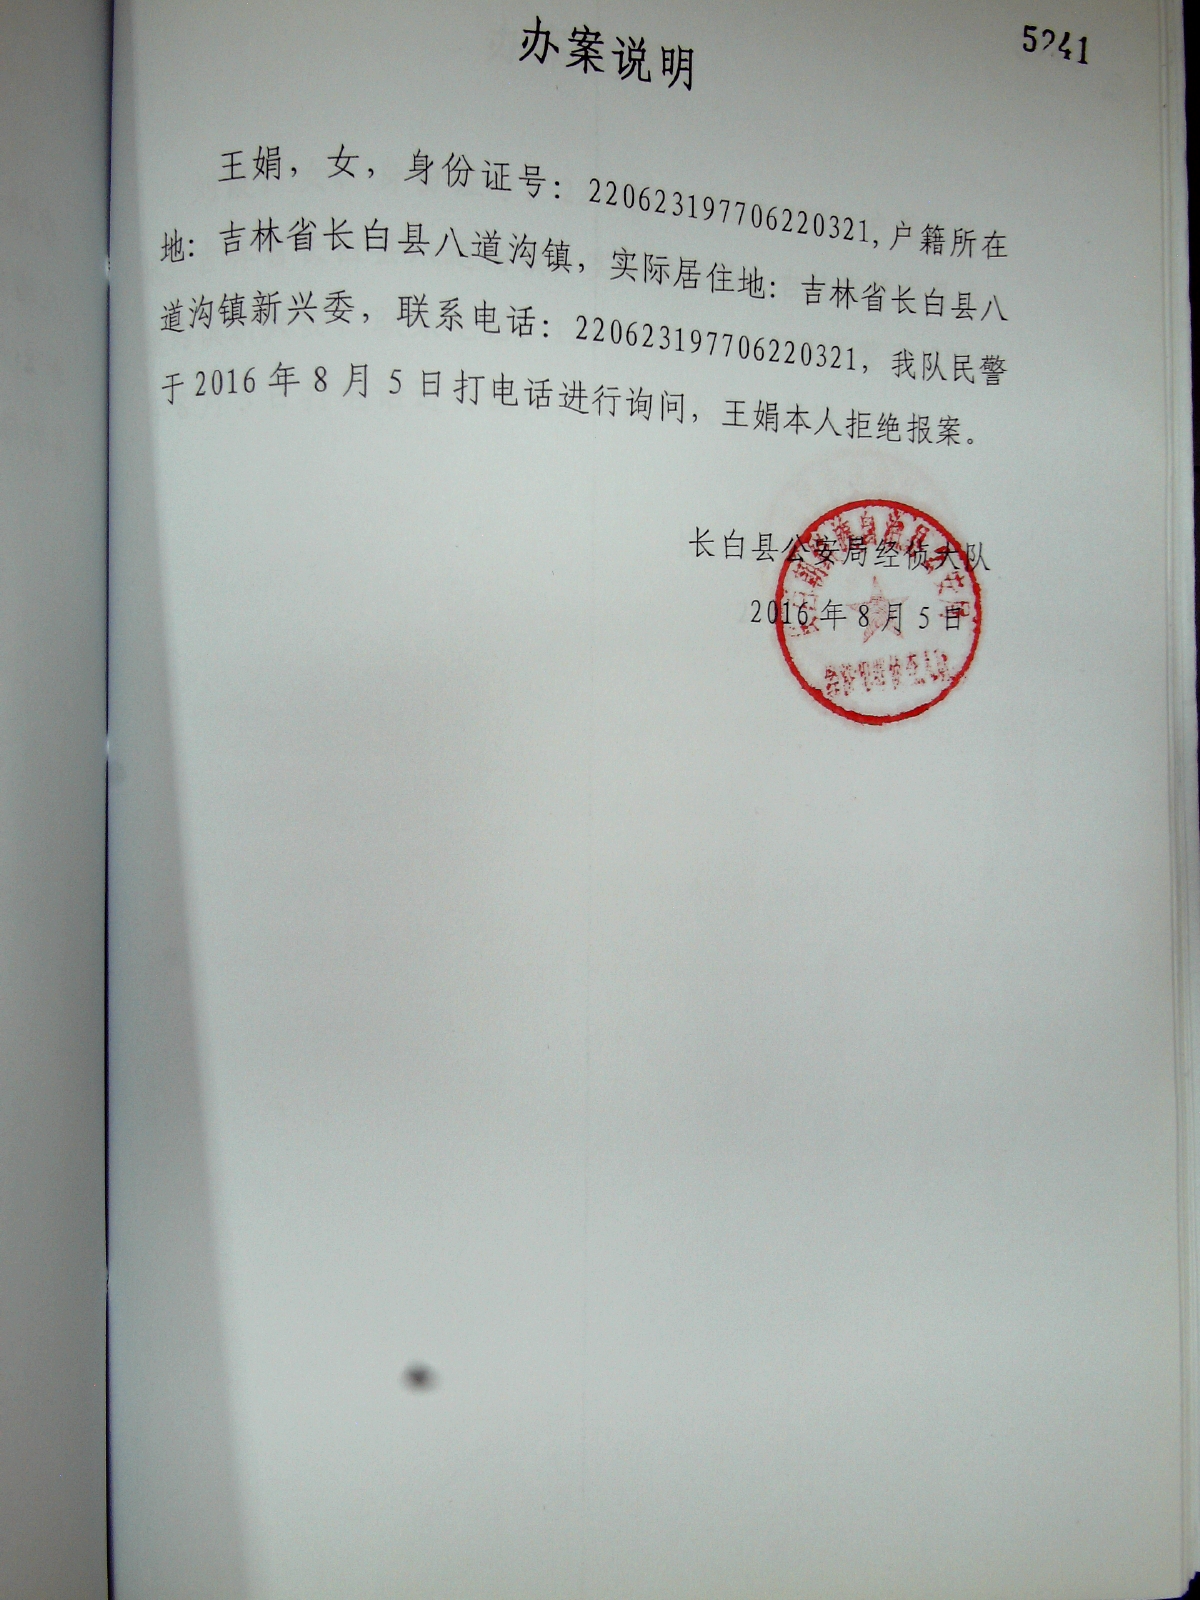 5241
办案说明
王娟，女，身份证号：220623197706220321,户籍所在
地：吉林省长白县八道沟镇，实际居住地：吉林省长白县八
道沟镇新兴委，联系电话：220623197706220321，我队民警
于2016年8月5日打电话进行询问，王娟本人拒绝报案。
长白县公安局经侦大队
2016年8月5日